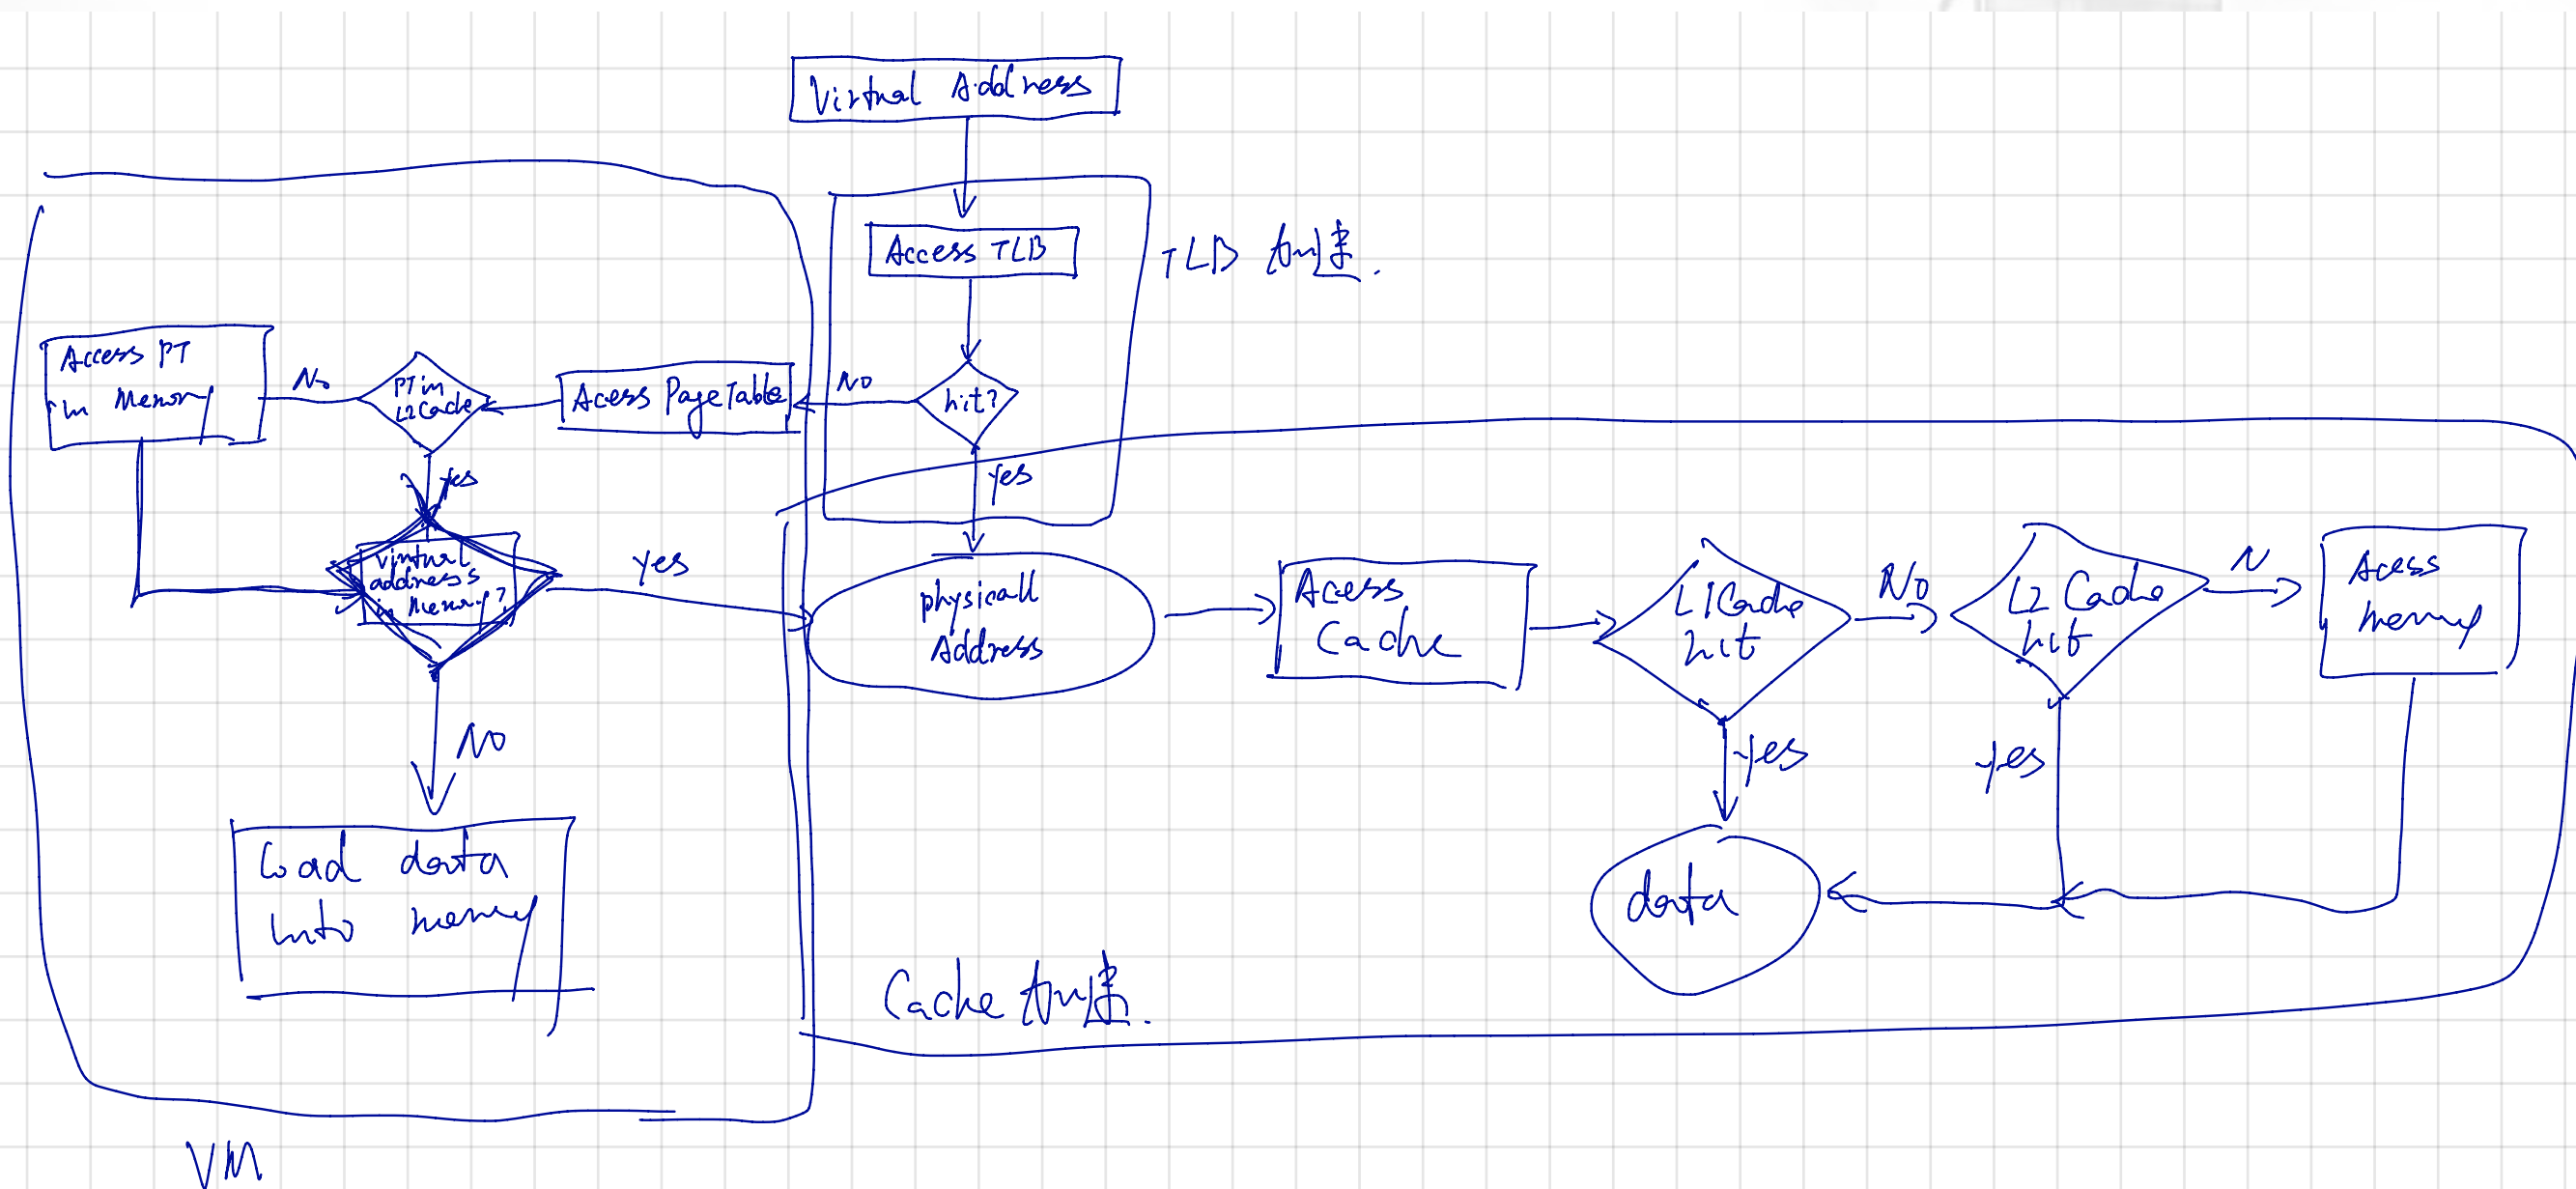 Virtual Address
Access TLB
TLB 加速.
hit?
No
yes
Acess PageTable
PT in
L2 Cache
No
yes
Access PT
in Memory
virtual
address
in Memory?
yes
No
Load data
into memory
VM
physicall
Address
Acess
Cache
L1Cache
hit
No
yes
L2 Cache
hit
N
yes
Acess
memory
data
Cache 加速.